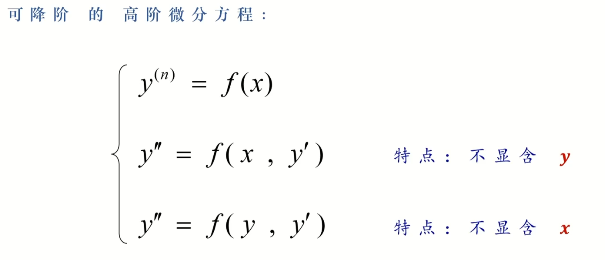 可降阶 的 高阶微分方程：
y⁽ⁿ⁾ = f(x)
y″ = f( x , y′ ) 特点：不显含 y
y″ = f( y , y′ ) 特点：不显含 x